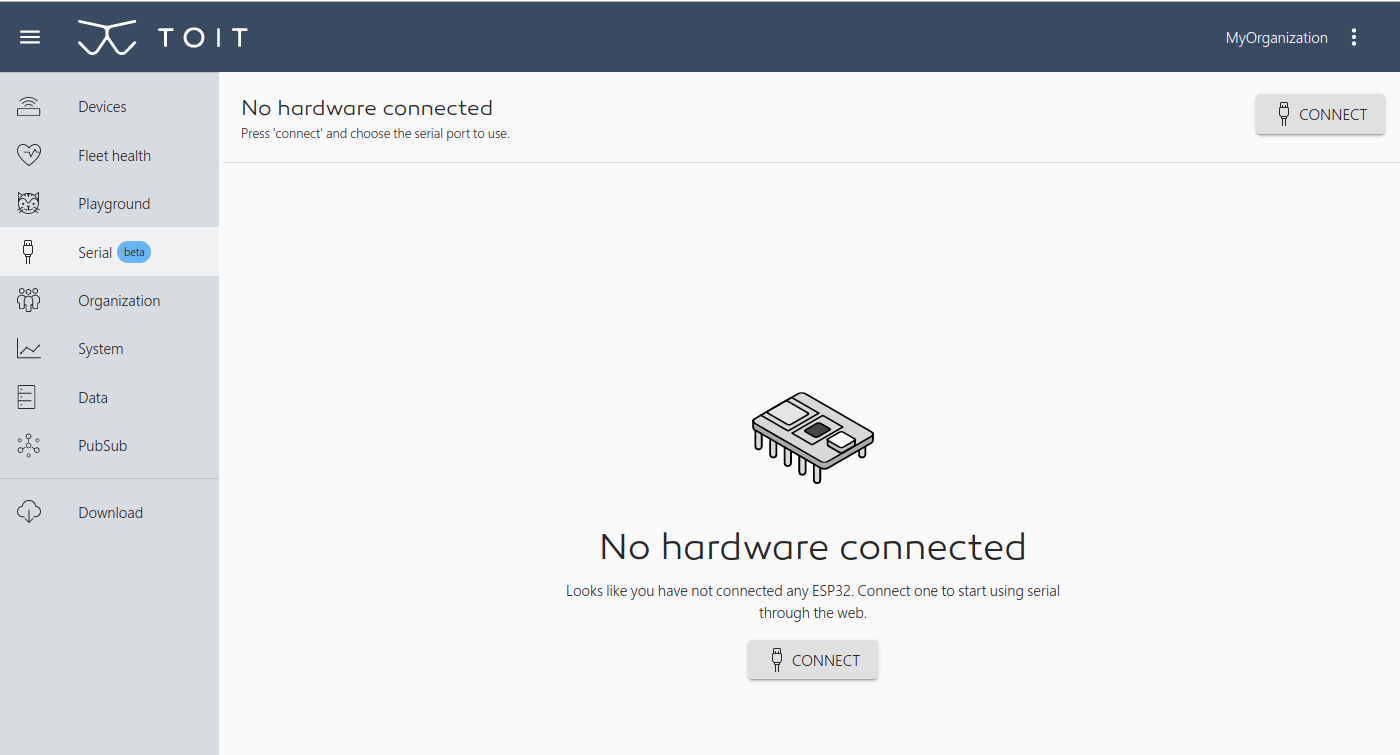 TOIT
MyOrganization
Devices
Fleet health
Playground
Serial beta
Organization
System
Data
PubSub
Download
No hardware connected
Press 'connect' and choose the serial port to use.
CONNECT
No hardware connected
Looks like you have not connected any ESP32. Connect one to start using serial
through the web.
CONNECT